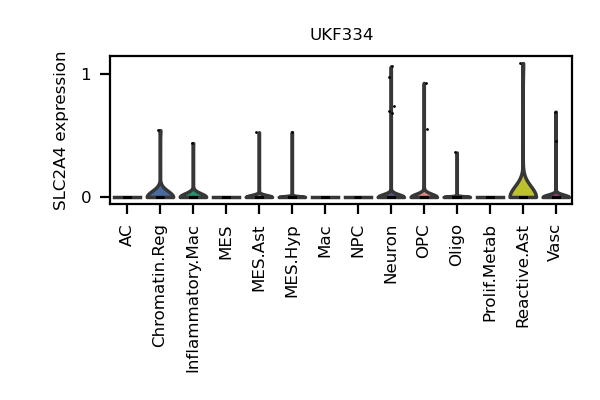 UKF334
SLC2A4 expression
1
0
AC
Chromatin.Reg
Inflammatory.Mac
MES
MES.Ast
MES.Hyp
Mac
NPC
Neuron
OPC
Oligo
Prolif.Metab
Reactive.Ast
Vasc